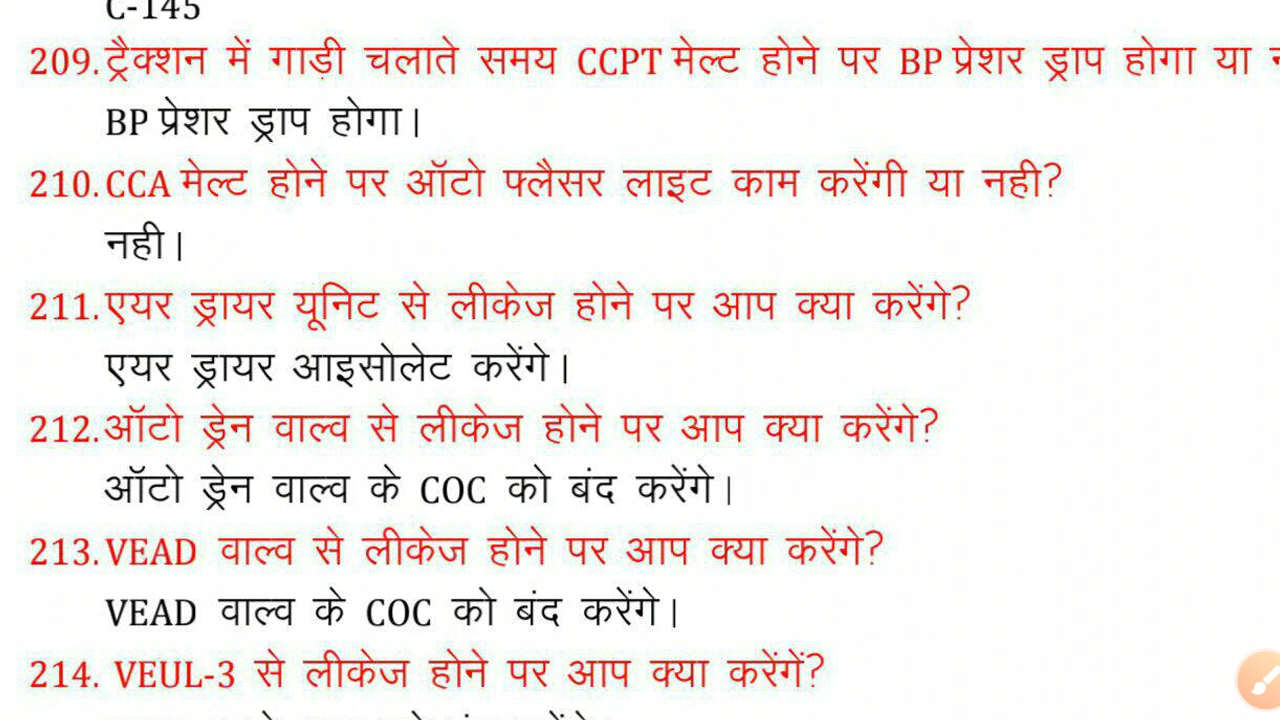 C-145
209. ट्रैक्शन में गाड़ी चलाते समय CCPT मेल्ट होने पर BP प्रेशर ड्राप होगा या
BP प्रेशर ड्राप होगा।
210. CCA मेल्ट होने पर ऑटो फ्लैसर लाइट काम करेंगी या नही?
नही।
211. एयर ड्रायर यूनिट से लीकेज होने पर आप क्या करेंगे?
एयर ड्रायर आइसोलेट करेंगे।
212. ऑटो ड्रेन वाल्व से लीकेज होने पर आप क्या करेंगे?
ऑटो ड्रेन वाल्व के COC को बंद करेंगे।
213. VEAD वाल्व से लीकेज होने पर आप क्या करेंगे?
VEAD वाल्व के COC को बंद करेंगे।
214. VEUL-3 से लीकेज होने पर आप क्या करेंगें?